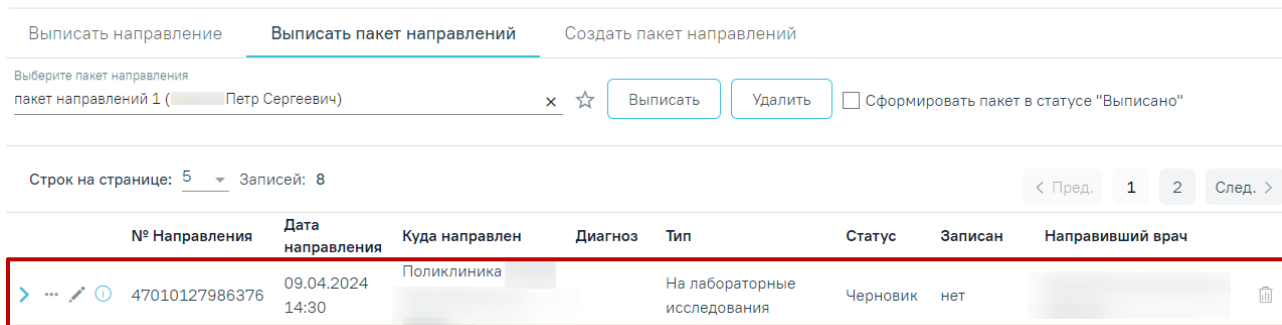 Выписать направление Выписать пакет направлений Создать пакет направлений
Выберите пакет направления
пакет направлений 1 ( Петр Сергеевич) × Выписать Удалить Сформировать пакет в статусе "Выписано"
Строк на странице: 5 Записей: 8 < Пред. 1 2 След. >
№ Направления Дата направления Куда направлен Диагноз Тип Статус Записан Направивший врач
47010127986376 09.04.2024 14:30 Поликлиника На лабораторные исследования Черновик нет